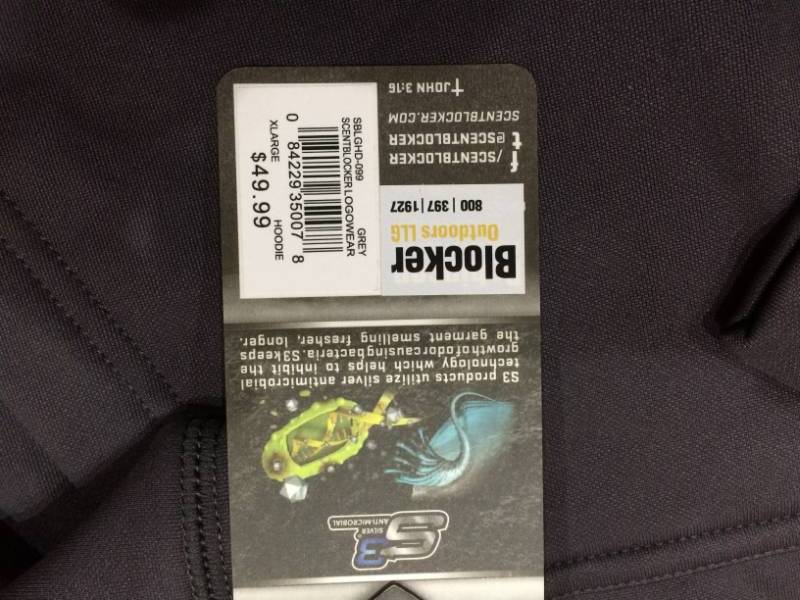 S3
SILVER
ANTI-MICROBIAL
S3 products utilize silver antimicrobial
technology which helps to inhibit the
growth of odor causing bacteria. S3 keeps
the garment smelling fresher, longer.
Blocker
Outdoors LLC
800 | 397 | 1927
/SCENTBLOCKER
@SCENTBLOCKER
SCENTBLOCKER.COM
JOHN 3:16
SBLGHD-099 GREY
SCENTBLOCKER LOGOWEAR
0 84229 35007 8
XLARGE HOODIE
$49.99